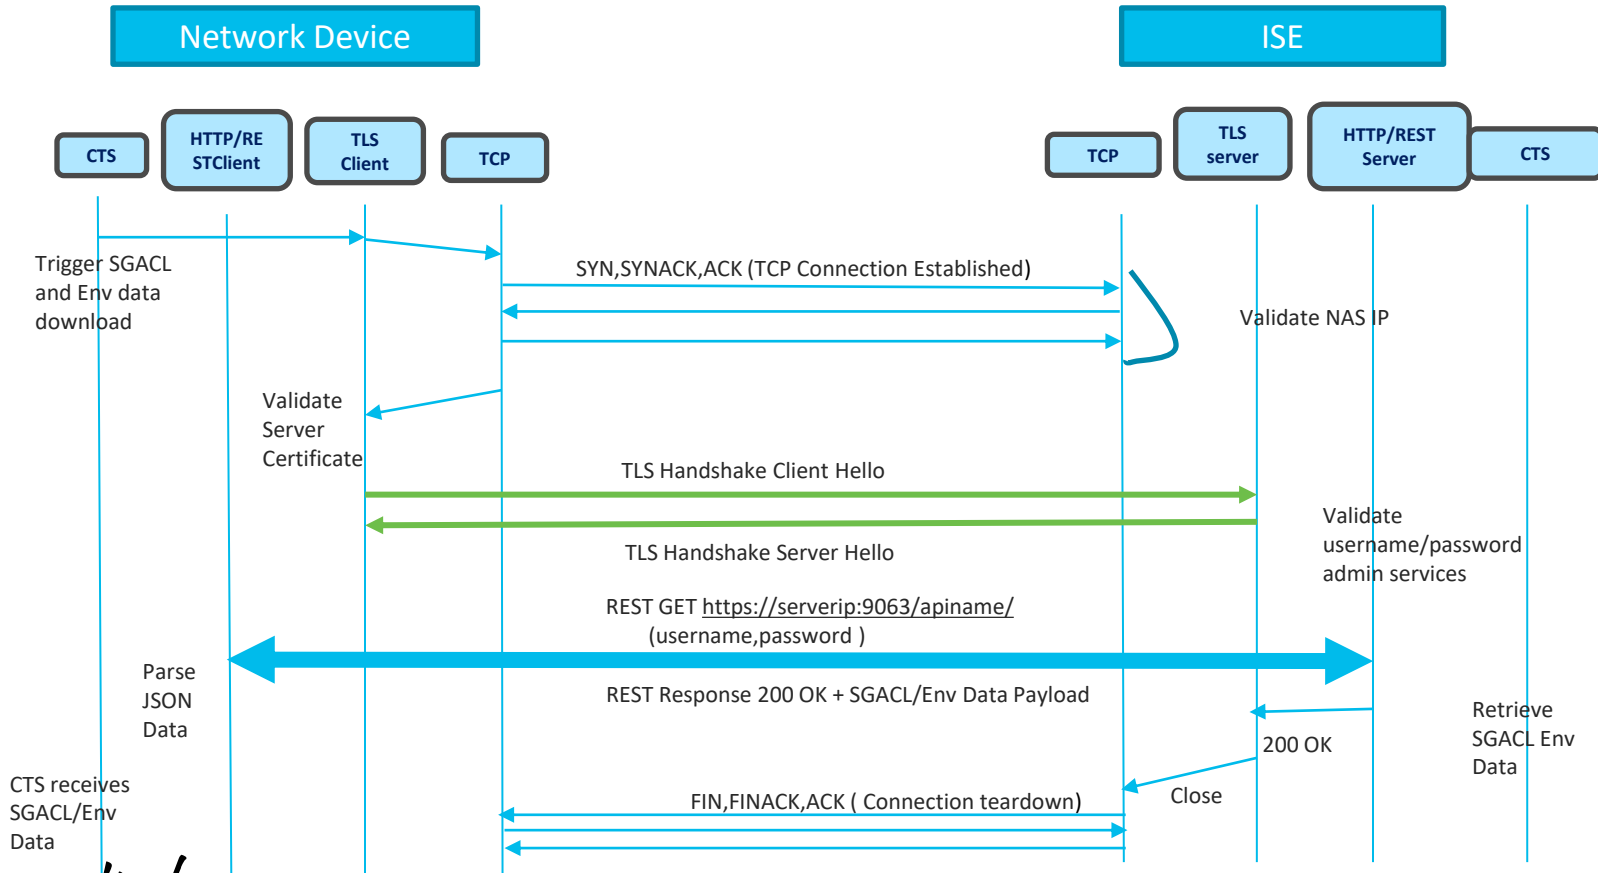 Network Device
ISE
CTS
HTTP/RE
STClient
TLS
Client
TCP
TCP
TLS
server
HTTP/REST
Server
CTS
Trigger SGACL
and Env data
download
SYN,SYNACK,ACK (TCP Connection Established)
Validate NAS IP
Validate
Server
Certificate
TLS Handshake Client Hello
TLS Handshake Server Hello
Validate
username/password
admin services
REST GET https://serverip:9063/apiname/
(username,password )
Parse
JSON
Data
REST Response 200 OK + SGACL/Env Data Payload
Retrieve
SGACL Env
Data
200 OK
Close
CTS receives
SGACL/Env
Data
FIN,FINACK,ACK ( Connection teardown)